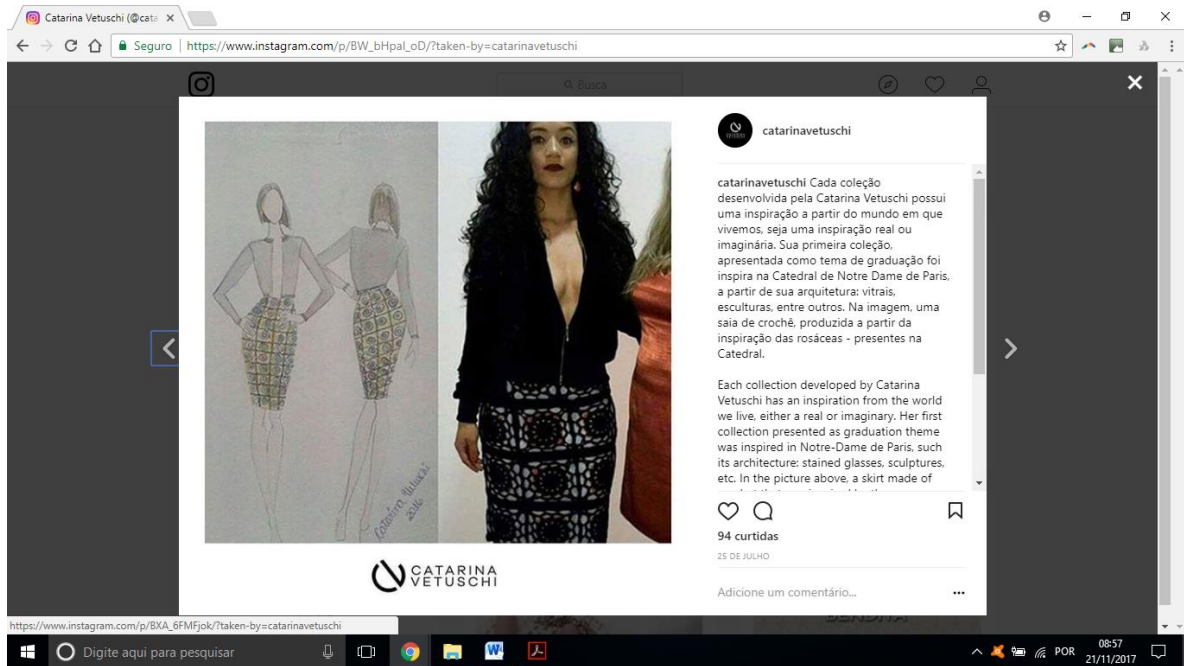 Catarina Vetuschi (@cata
Seguro | https://www.instagram.com/p/BW_bHpal_oD/?taken-by=catarinavetuschi
Busca
catarinavetuschi
catarinavetuschi Cada coleção
desenvolvida pela Catarina Vetuschi possui
uma inspiração a partir do mundo em que
vivemos, seja uma inspiração real ou
imaginária. Sua primeira coleção,
apresentada como tema de graduação foi
inspira na Catedral de Notre Dame de Paris,
a partir de sua arquitetura: vitrais,
esculturas, entre outros. Na imagem, uma
saia de crochê, produzida a partir da
inspiração das rosáceas - presentes na
Catedral.
Each collection developed by Catarina
Vetuschi has an inspiration from the world
we live, either a real or imaginary. Her first
collection presented as graduation theme
was inspired in Notre-Dame de Paris, such
its architecture: stained glasses, sculptures,
etc. In the picture above, a skirt made of
Catarina Vetuschi
2016
CATARINA
VETUSCHI
94 curtidas
25 DE JULHO
Adicione um comentário...
https://www.instagram.com/p/BXA_6FMFjok/?taken-by=catarinavetuschi
Digite aqui para pesquisar
POR
08:57
21/11/2017